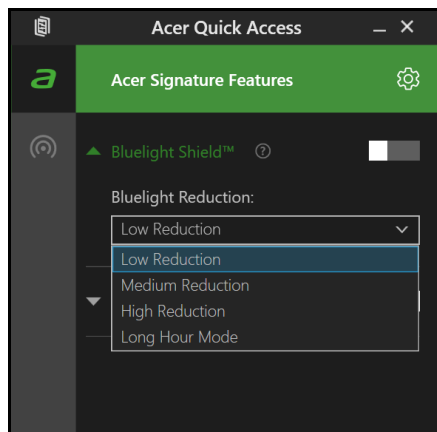 Acer Quick Access
a
Acer Signature Features
Bluelight Shield™ ?
Bluelight Reduction:
Low Reduction
Low Reduction
Medium Reduction
High Reduction
Long Hour Mode